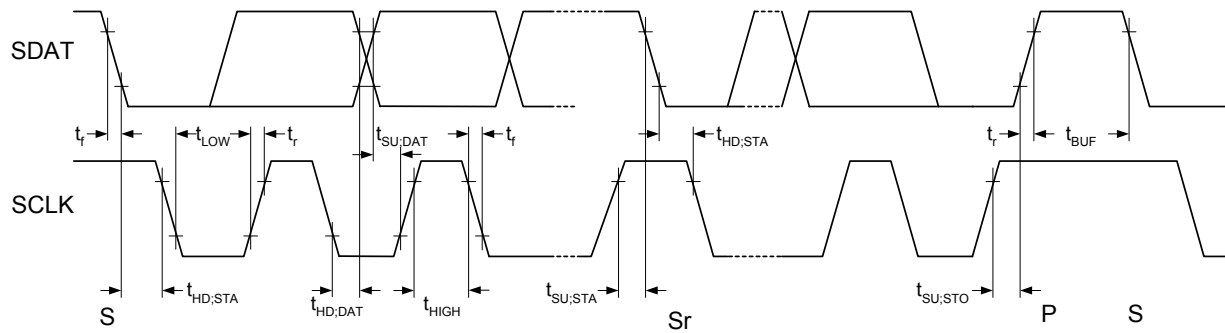 SDAT
t_f t_LOW t_r t_SU;DAT t_f t_HD;STA t_r t_BUF
SCLK
t_HD;STA t_HD;DAT t_HIGH t_SU;STA t_SU;STO
S Sr P S